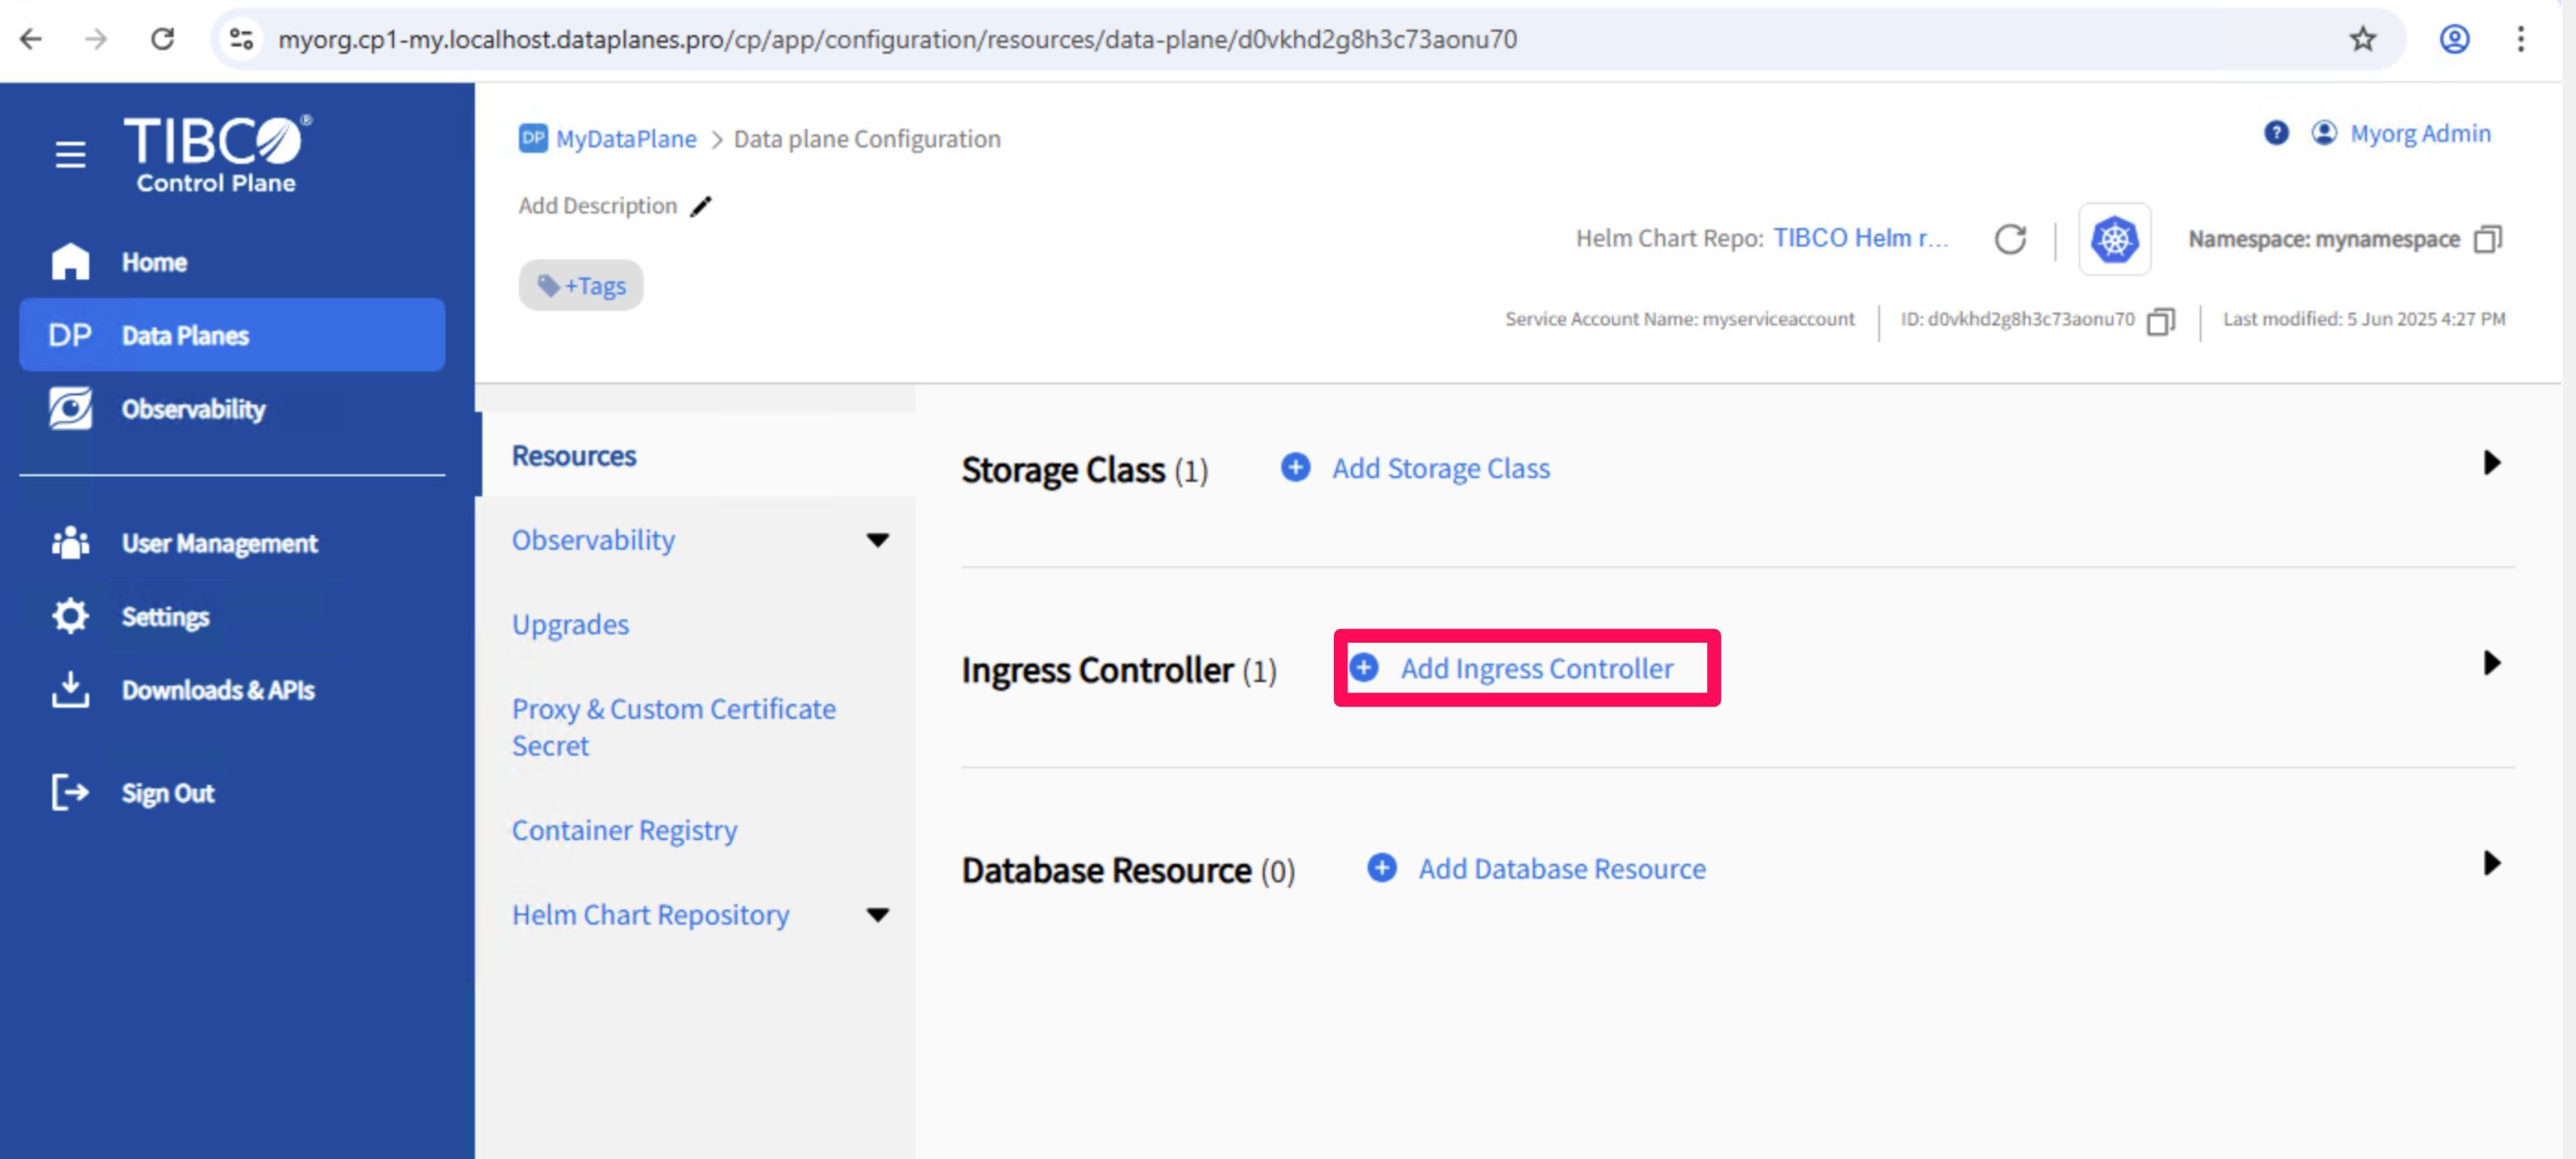 myorg.cp1-my.localhost.dataplanes.pro/cp/app/configuration/resources/data-plane/d0vkhd2g8h3c73aonu70
TIBCO®
Control Plane
Home
DP Data Planes
Observability
User Management
Settings
Downloads & APIs
Sign Out
DP MyDataPlane > Data plane Configuration
? Myorg Admin
Add Description
+Tags
Helm Chart Repo: TIBCO Helm r...
Namespace: mynamespace
Service Account Name: myserviceaccount
ID: d0vkhd2g8h3c73aonu70
Last modified: 5 Jun 2025 4:27 PM
Resources
Observability
Upgrades
Proxy & Custom Certificate
Secret
Container Registry
Helm Chart Repository
Storage Class (1) + Add Storage Class
Ingress Controller (1) + Add Ingress Controller
Database Resource (0) + Add Database Resource